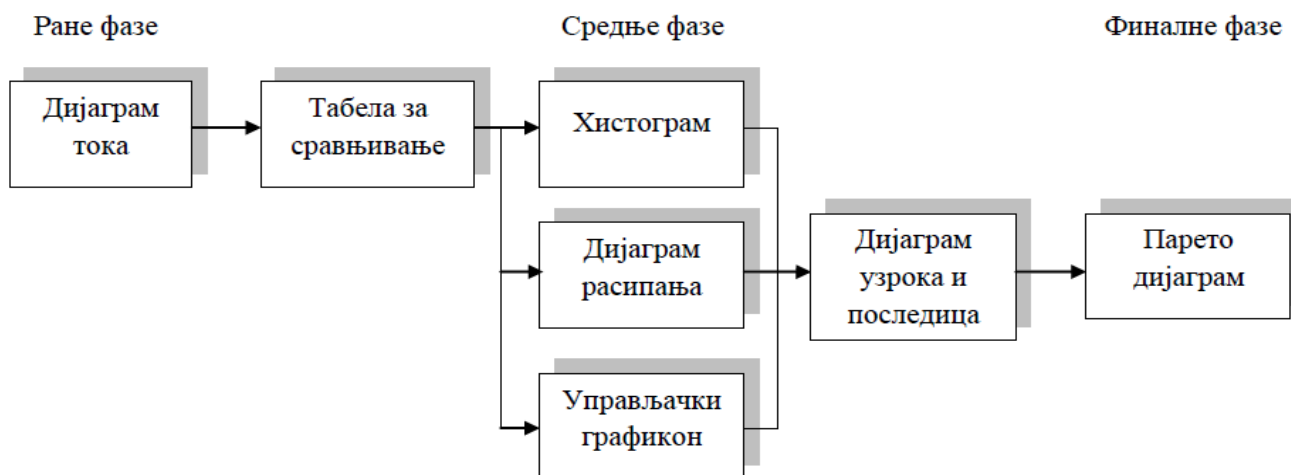 Ране фазе
Средње фазе
Финалне фазе
Дијаграм
тока
Табела за
сравњивање
Хистограм
Дијаграм
расипања
Управљачки
графикон
Дијаграм
узрока и
последица
Парето
дијаграм